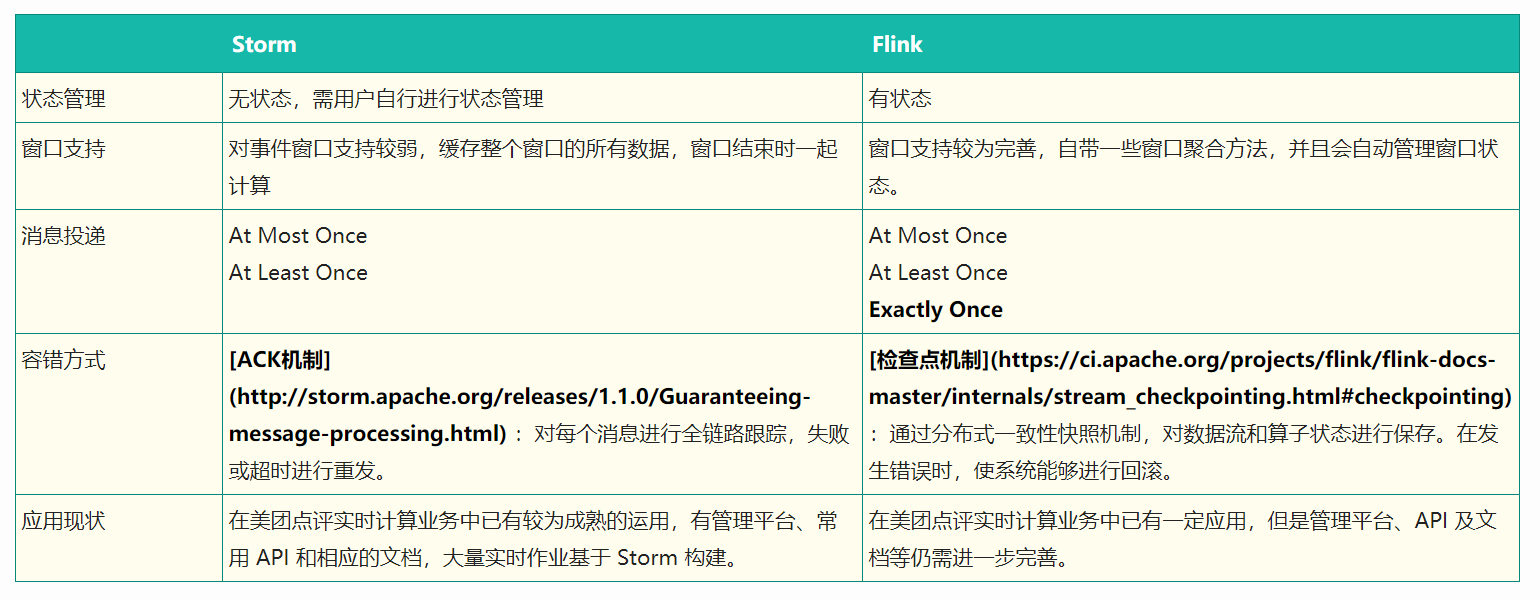 Storm
Flink
状态管理
无状态，需用户自行进行状态管理
有状态
窗口支持
对事件窗口支持较弱，缓存整个窗口的所有数据，窗口结束时一起
计算
窗口支持较为完善，自带一些窗口聚合方法，并且会自动管理窗口状
态。
消息投递
At Most Once
At Least Once
At Most Once
At Least Once
Exactly Once
容错方式
[ACK机制]
(http://storm.apache.org/releases/1.1.0/Guaranteeing-
message-processing.html) ：对每个消息进行全链路跟踪，失败
或超时进行重发。
[检查点机制](https://ci.apache.org/projects/flink/flink-docs-
master/internals/stream_checkpointing.html#checkpointing)
：通过分布式一致性快照机制，对数据流和算子状态进行保存。在发
生错误时，使系统能够进行回滚。
应用现状
在美团点评实时计算业务中已有较为成熟的运用，有管理平台、常
用 API 和相应的文档，大量实时作业基于 Storm 构建。
在美团点评实时计算业务中已有一定应用，但是管理平台、API 及文
档等仍需进一步完善。